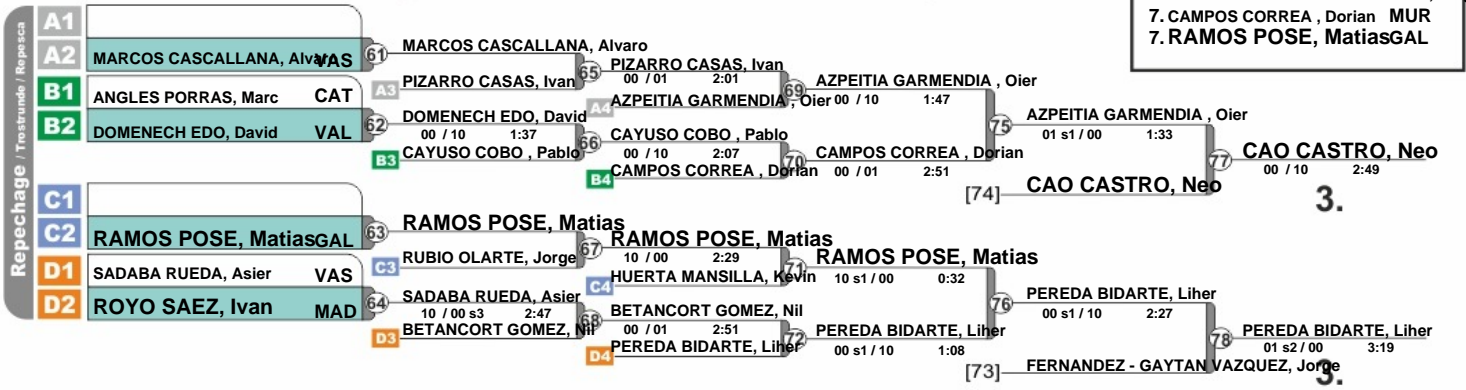 7. CAMPOS CORREA , Dorian MUR
7. RAMOS POSE, Matias GAL
Repechage / Trostrunde / Repesca
A1
A2 MARCOS CASCALLANA, Alvaro VAS
B1 ANGLES PORRAS, Marc CAT
B2 DOMENECH EDO, David VAL
C1
C2 RAMOS POSE, Matias GAL
D1 SADABA RUEDA, Asier VAS
D2 ROYO SAEZ, Ivan MAD
61 MARCOS CASCALLANA, Alvaro
A3 PIZARRO CASAS, Ivan
62 DOMENECH EDO, David
00 / 10 1:37
B3 CAYUSO COBO , Pablo
63 RAMOS POSE, Matias
C3 RUBIO OLARTE, Jorge
64 SADABA RUEDA, Asier
10 / 00 s3 2:47
D3 BETANCORT GOMEZ, Nil
65 PIZARRO CASAS, Ivan
00 / 01 2:01
A4 AZPEITIA GARMENDIA , Oier
66 CAYUSO COBO , Pablo
00 / 10 2:07
B4 CAMPOS CORREA , Dorian
67 RAMOS POSE, Matias
10 / 00 2:29
C4 HUERTA MANSILLA, Kevin
68 BETANCORT GOMEZ, Nil
00 / 01 2:51
D4 PEREDA BIDARTE, Liher
69 AZPEITIA GARMENDIA , Oier
00 / 10 1:47
70 CAMPOS CORREA , Dorian
00 / 01 2:51
71 RAMOS POSE, Matias
10 s1 / 00 0:32
72 PEREDA BIDARTE, Liher
00 s1 / 10 1:08
75 AZPEITIA GARMENDIA , Oier
01 s1 / 00 1:33
[74] CAO CASTRO, Neo
76 PEREDA BIDARTE, Liher
00 s1 / 10 2:27
[73] FERNANDEZ - GAYTAN VAZQUEZ, Jorge
77 CAO CASTRO, Neo
00 / 10 2:49
3.
78 PEREDA BIDARTE, Liher
01 s2 / 00 3:19
3.